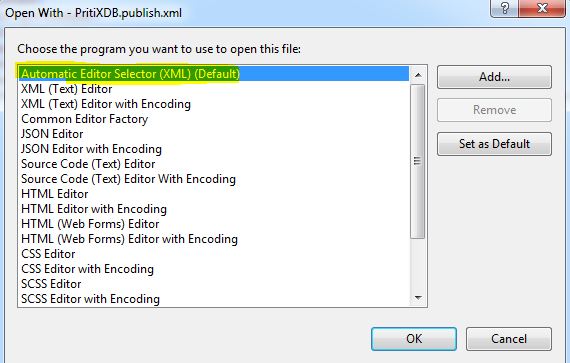 Open With - PritiXDB.publish.xml
Choose the program you want to use to open this file:
Automatic Editor Selector (XML) (Default)
XML (Text) Editor
XML (Text) Editor with Encoding
Common Editor Factory
JSON Editor
JSON Editor with Encoding
Source Code (Text) Editor
Source Code (Text) Editor With Encoding
HTML Editor
HTML Editor with Encoding
HTML (Web Forms) Editor
HTML (Web Forms) Editor with Encoding
CSS Editor
CSS Editor with Encoding
SCSS Editor
SCSS Editor with Encoding
Add...
Remove
Set as Default
OK
Cancel